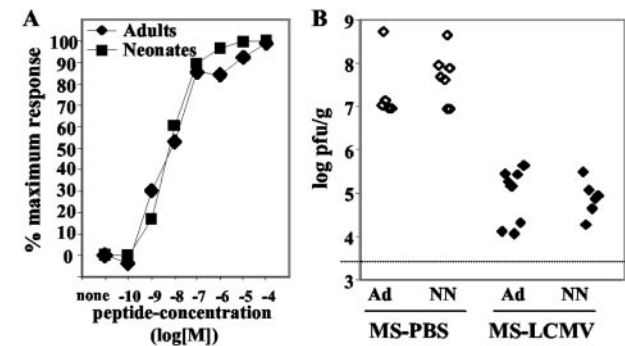 A
Adults
Neonates
% maximum response
100
90
80
70
60
50
40
30
20
10
0
none -10 -9 -8 -7 -6 -5 -4
peptide-concentration
(log[M])
B
log pfu/g
9
8
7
6
5
4
3
Ad NN Ad NN
MS-PBS MS-LCMV